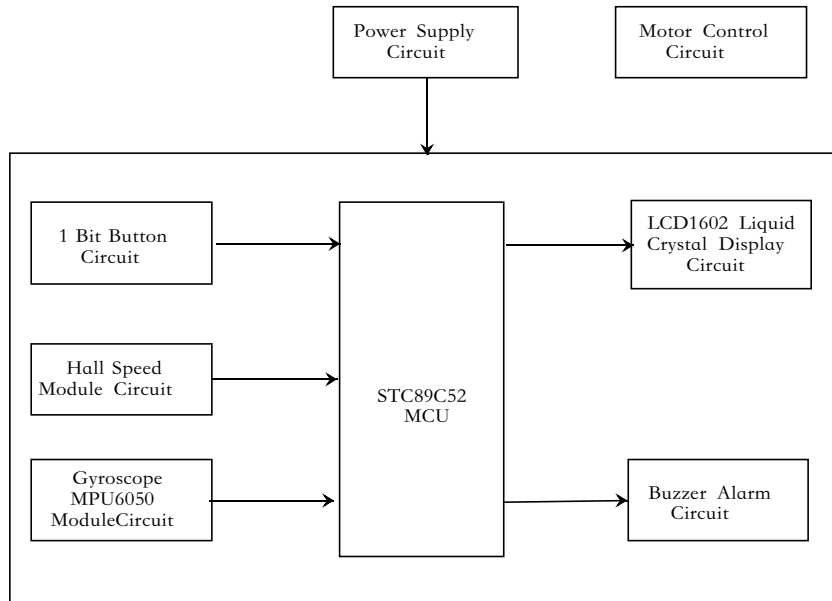 Power Supply
Circuit
Motor Control
Circuit
1 Bit Button
Circuit
LCD1602 Liquid
Crystal Display
Circuit
Hall Speed
Module Circuit
STC89C52
MCU
Gyroscope
MPU6050
ModuleCircuit
Buzzer Alarm
Circuit